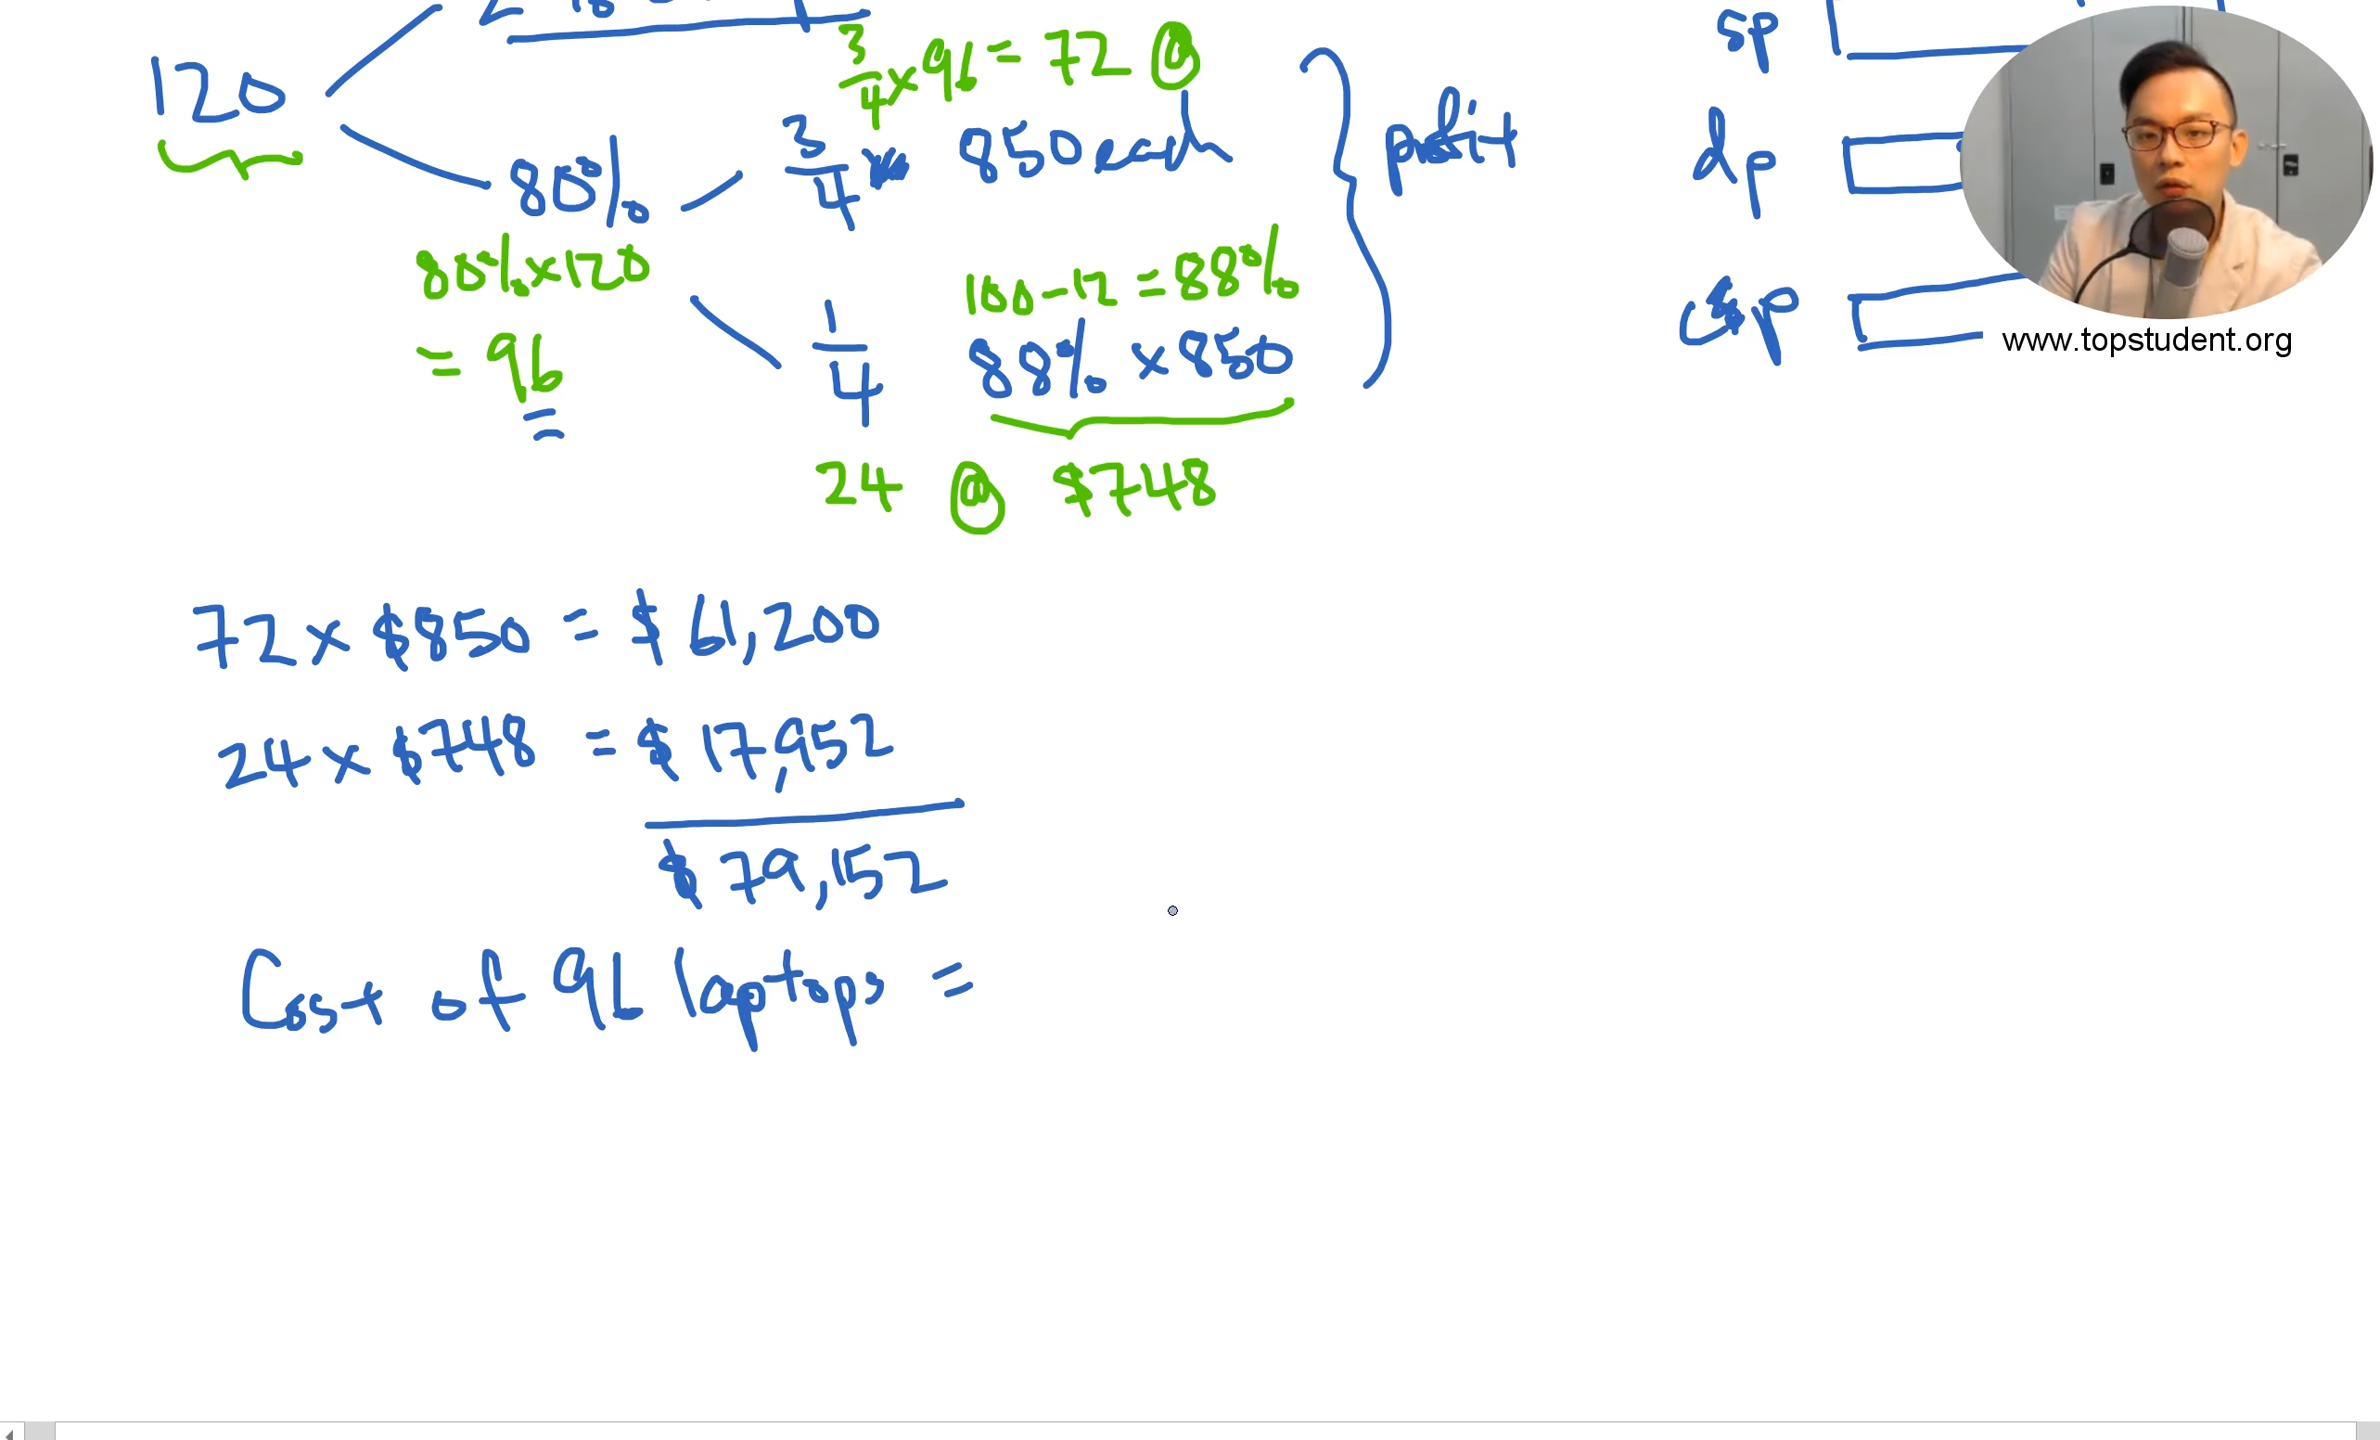 sp
3/4 × 96 = 72 @
120
3/4 850 each
profit
dp
80%
80% × 120
100 - 12 = 88%
= 96
1/4 88% × 850
p
www.topstudent.org
24 @ $748
72 × $850 = $61,200
24 × $748 = $17,952
$79,152
Cost of 96 laptops =